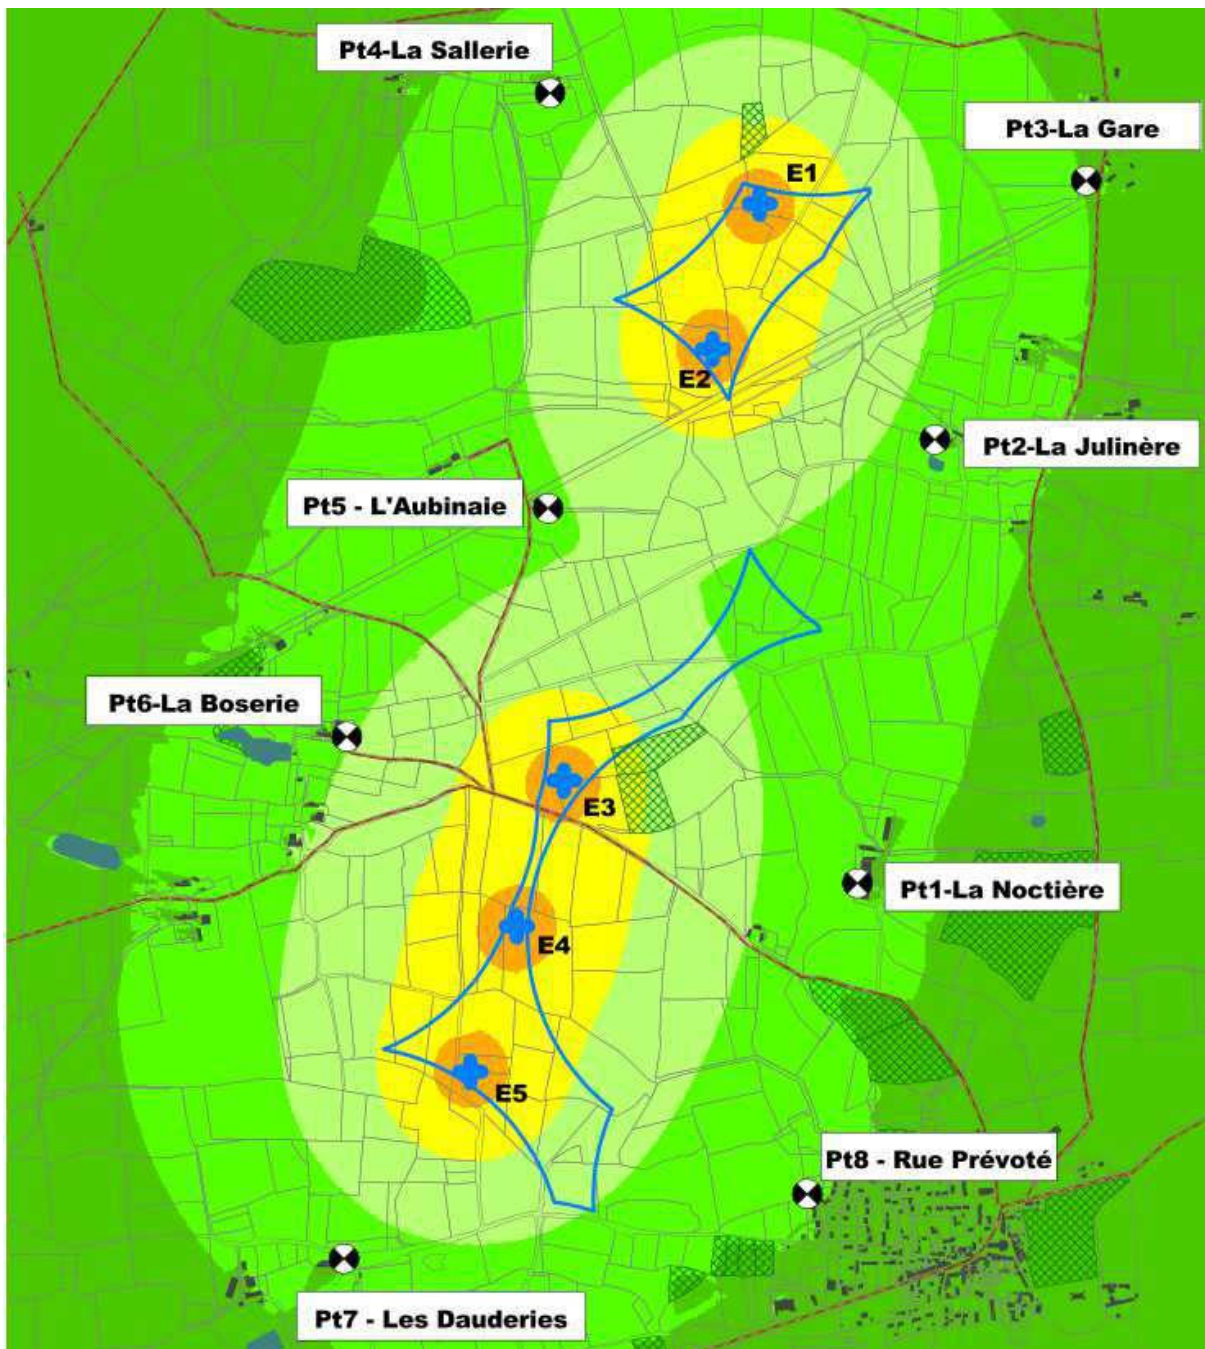 Pt4-La Sallerie
Pt3-La Gare
E1
E2
Pt2-La Julinère
Pt5 - L'Aubinaie
Pt6-La Boserie
E3
Pt1-La Noctière
E4
E5
Pt8 - Rue Prévoté
Pt7 - Les Dauderies